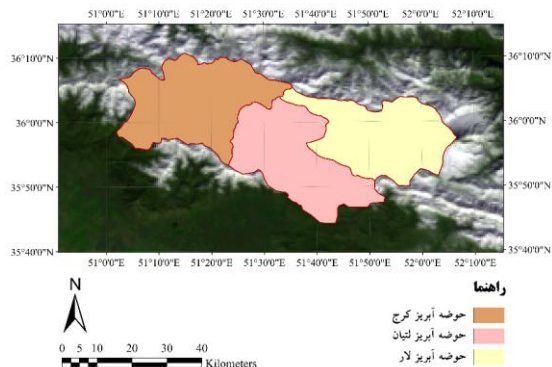 51°0'0"E 51°10'0"E 51°20'0"E 51°30'0"E 51°40'0"E 51°50'0"E 52°0'0"E 52°10'0"E
36°10'0"N 36°10'0"N
36°0'0"N 36°0'0"N
35°50'0"N 35°50'0"N
35°40'0"N 35°40'0"N
51°0'0"E 51°10'0"E 51°20'0"E 51°30'0"E 51°40'0"E 51°50'0"E 52°0'0"E 52°10'0"E
N
0 5 10 20 30 40
Kilometers
راهنما
حوضه آبریز کرج
حوضه آبریز لتیان
حوضه آبریز لار